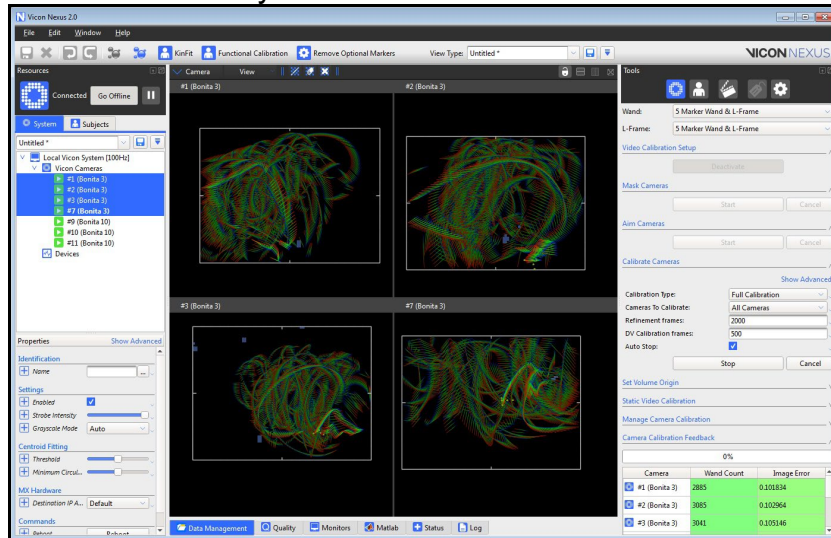 Vicon Nexus 2.0
File Edit Window Help
KinFit Functional Calibration Remove Optional Markers View Type: Untitled * VICON NEXUS
Resources
Connected Go Offline
System Subjects
Untitled *
Local Vicon System [100Hz]
Vicon Cameras
#1 (Bonita 3)
#2 (Bonita 3)
#3 (Bonita 3)
#7 (Bonita 3)
#9 (Bonita 10)
#10 (Bonita 10)
#11 (Bonita 10)
Devices
Properties Show Advanced
Identification
Name ...
Settings
Enabled
Strobe Intensity
Grayscale Mode Auto
Centroid Fitting
Threshold
Minimum Circul...
MX Hardware
Destination IP A... Default
Commands
Reboot Reboot
Camera View
#1 (Bonita 3) #2 (Bonita 3)
#3 (Bonita 3) #7 (Bonita 3)
Data Management Quality Monitors Matlab Status Log
Tools
Wand: 5 Marker Wand & L-Frame
L-Frame: 5 Marker Wand & L-Frame
Video Calibration Setup
Deactivate
Mask Cameras
Start Cancel
Aim Cameras
Start Cancel
Calibrate Cameras
Show Advanced
Calibration Type: Full Calibration
Cameras To Calibrate: All Cameras
Refinement frames: 2000
DV Calibration frames: 500
Auto Stop:
Stop Cancel
Set Volume Origin
Static Video Calibration
Manage Camera Calibration
Camera Calibration Feedback
0%
Camera Wand Count Image Error
#1 (Bonita 3) 2885 0.101834
#2 (Bonita 3) 3085 0.102964
#3 (Bonita 3) 3041 0.105146